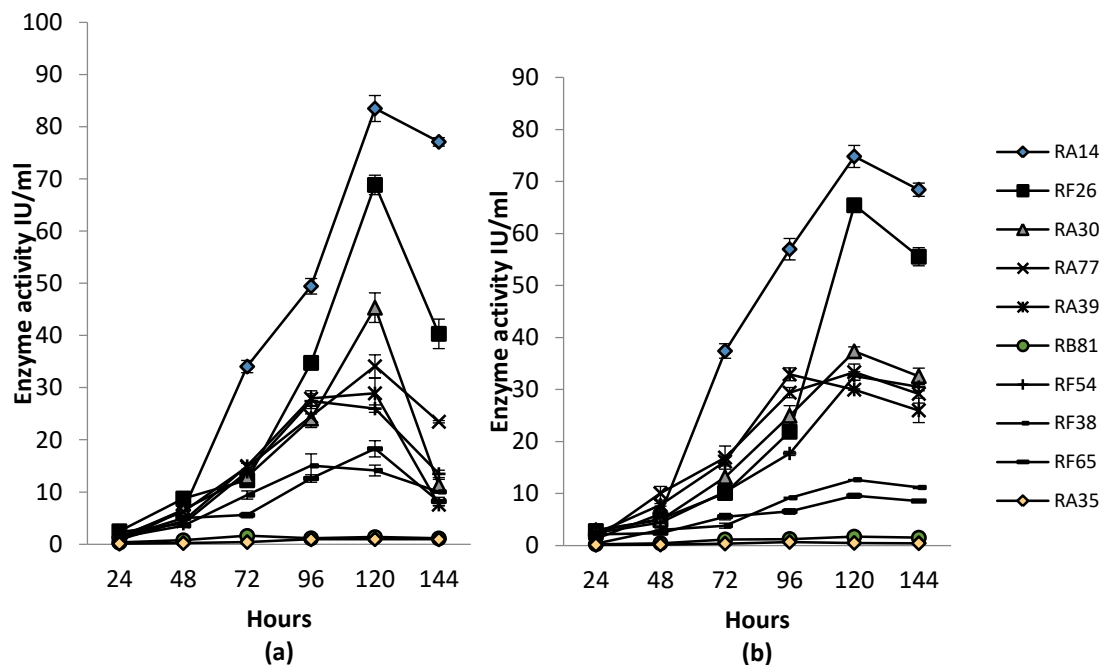 Enzyme activity IU/ml
100
90
80
70
60
50
40
30
20
10
0
24 48 72 96 120 144
Hours
(a)
Enzyme activity IU/ml
90
80
70
60
50
40
30
20
10
0
24 48 72 96 120 144
Hours
(b)
RA14
RF26
RA30
RA77
RA39
RB81
RF54
RF38
RF65
RA35